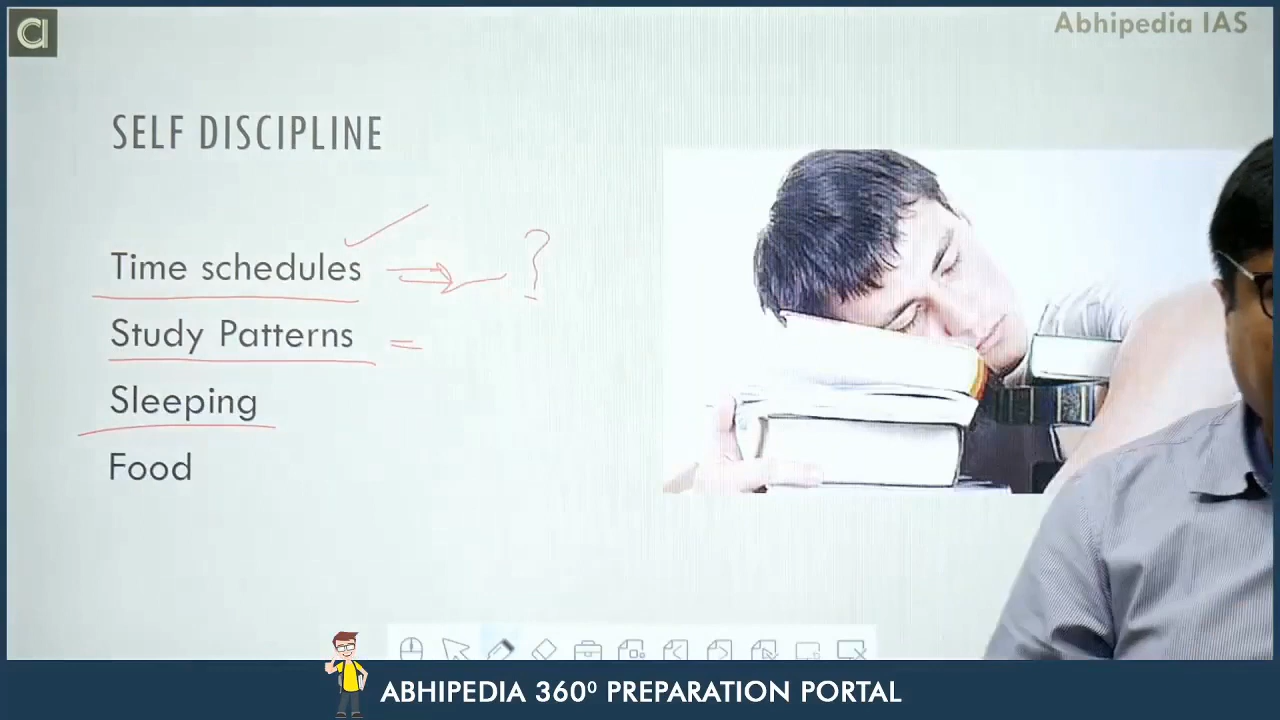 Abhipedia IAS
SELF DISCIPLINE
Time schedules ?
Study Patterns =
Sleeping
Food
ABHIPEDIA 360⁰ PREPARATION PORTAL